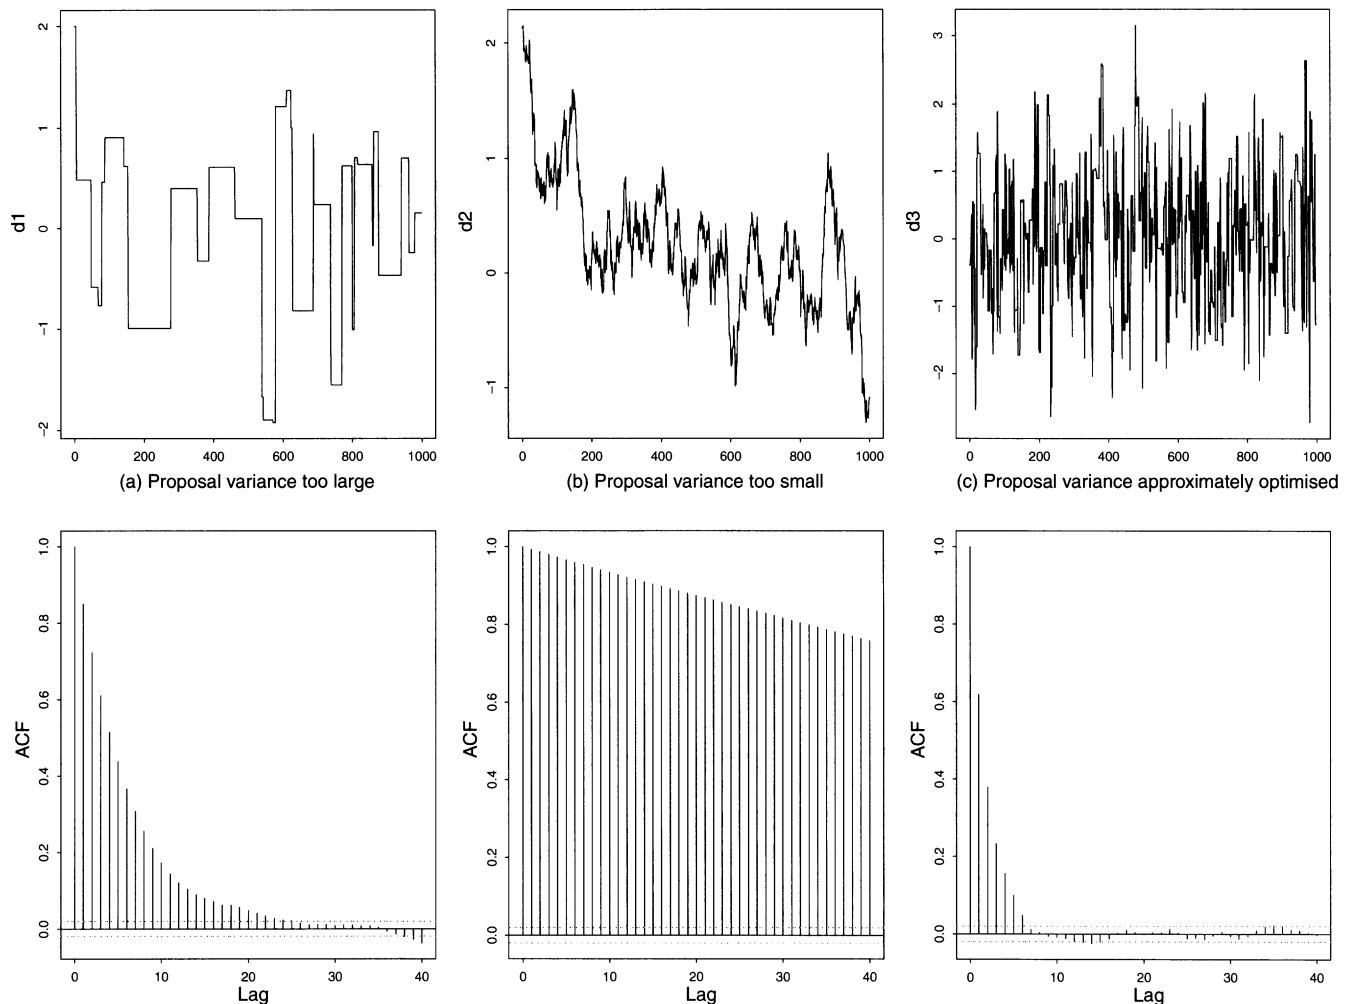 d1
2
1
0
−1
−2
0 200 400 600 800 1000
(a) Proposal variance too large
d2
2
1
0
−1
0 200 400 600 800 1000
(b) Proposal variance too small
d3
3
2
1
0
−1
−2
0 200 400 600 800 1000
(c) Proposal variance approximately optimised
ACF
1.0
0.8
0.6
0.4
0.2
0.0
0 10 20 30 40
Lag
ACF
1.0
0.8
0.6
0.4
0.2
0.0
0 10 20 30 40
Lag
ACF
1.0
0.8
0.6
0.4
0.2
0.0
0 10 20 30 40
Lag